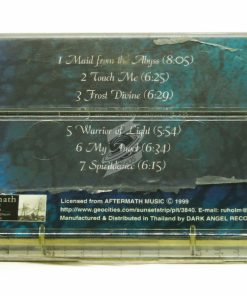 1 Maid from the Abyss (8:05)
2 Touch Me (6:25)
3 Frost Divine (6:29)
5 Warrior of Light (5:54)
6 My Angel (6:34)
7 Spiritdance (6:15)
Licensed from AFTERMATH MUSIC © 1999
http://www.geocities.com/sunsetstrip/pit/3840. E-mail: ruholm@
Manufactured & Distributed in Thailand by DARK ANGEL RECO
math